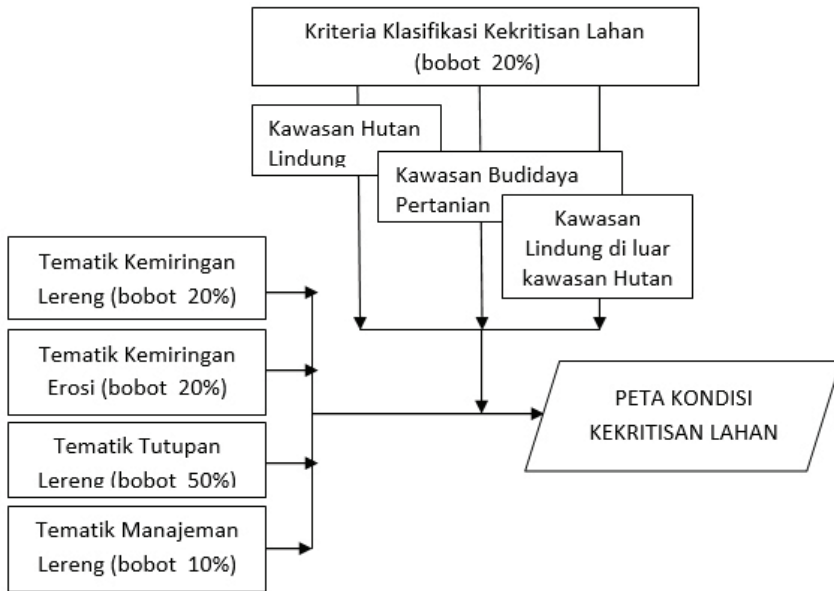 Kriteria Klasifikasi Kekritisan Lahan
(bobot 20%)
Kawasan Hutan
Lindung
Kawasan Budidaya
Pertanian
Kawasan
Lindung di luar
kawasan Hutan
Tematik Kemiringan
Lereng (bobot 20%)
Tematik Kemiringan
Erosi (bobot 20%)
Tematik Tutupan
Lereng (bobot 50%)
Tematik Manajeman
Lereng (bobot 10%)
PETA KONDISI
KEKRITISAN LAHAN